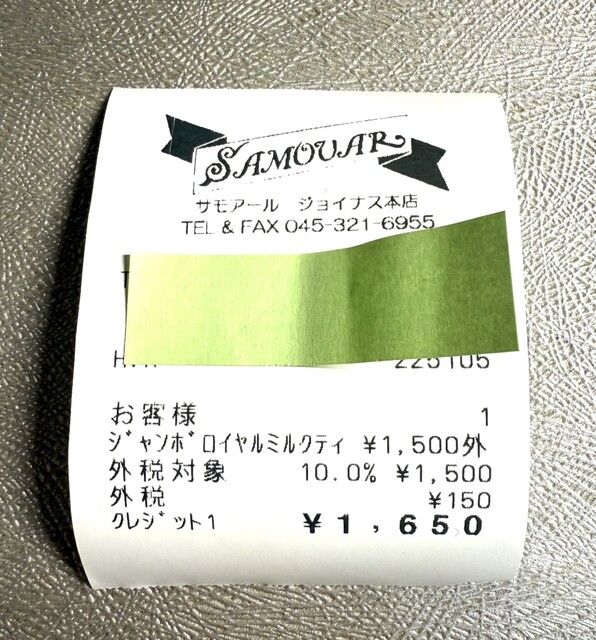 SAMOUAR
サモアール ジョイナス本店
TEL & FAX 045-321-6955
225105
お客様 1
ジャンボロイヤルミルクティ ¥1,500外
外税対象 10.0% ¥1,500
外税 ¥150
クレジット1 ¥1,650